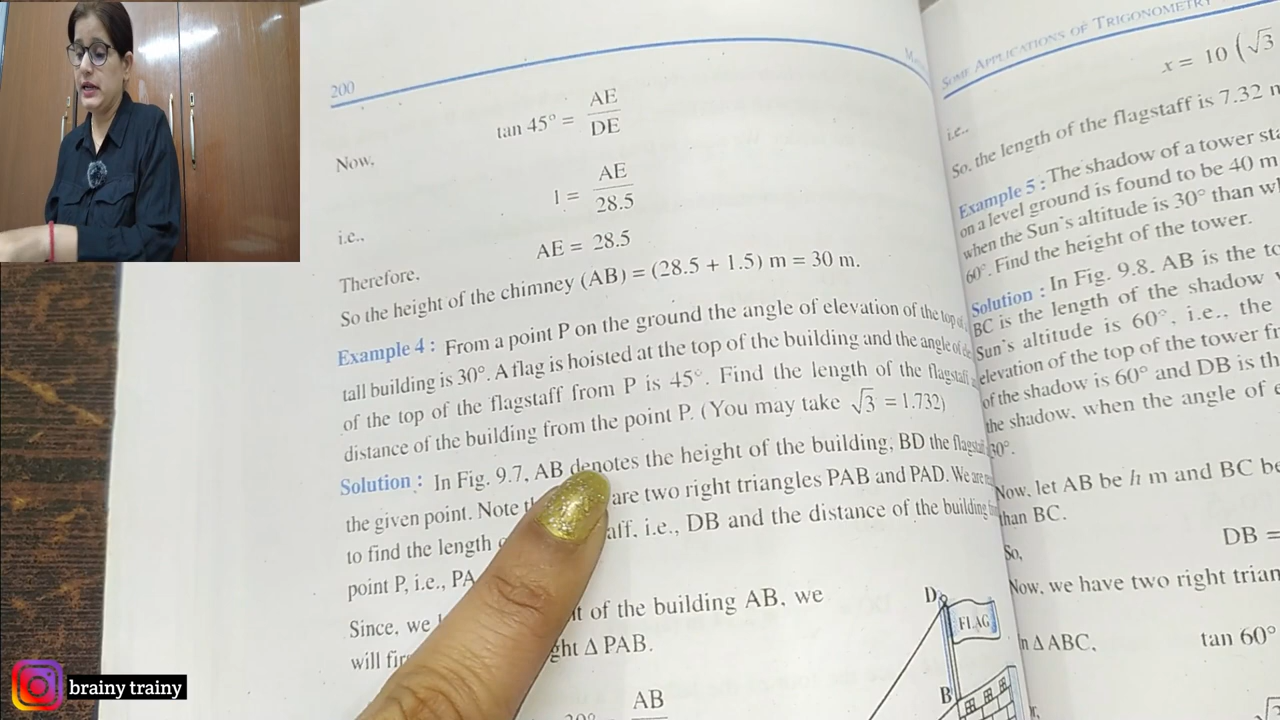 200
tan 45° = AE / DE
Now,
1 = AE / 28.5
i.e.,
AE = 28.5
Therefore,
So the height of the chimney (AB) = (28.5 + 1.5) m = 30 m.
Example 4 : From a point P on the ground the angle of elevation of the top of
tall building is 30°. A flag is hoisted at the top of the building and the angle of
of the top of the flagstaff from P is 45°. Find the length of the flagstaff
distance of the building from the point P. (You may take √3 = 1.732)
Solution : In Fig. 9.7, AB denotes the height of the building, BD the
the given point. Note are two right triangles PAB and PAD. We are
to find the length i.e., DB and the distance of the building
point P, i.e., PA
Since, we of the building AB, we
will Δ PAB.
AB
D
FLAG
B
SOME APPLICATIONS OF TRIGONOMETRY
x = 10 (√3
i.e.,
So, the length of the flagstaff is 7.32
Example 5 : The shadow of a tower
on a level ground is found to be 40 m
when the Sun's altitude is 30° than
60°. Find the height of the tower.
Solution : In Fig. 9.8, AB is the
BC is the length of the shadow
Sun's altitude is 60°, i.e., the
elevation of the top of the tower
of the shadow is 60° and DB is
the shadow, when the angle of
30°.
Now, let AB be h m and BC be
than BC.
So,
DB =
Now, we have two right
In Δ ABC,
tan 60°
brainy trainy